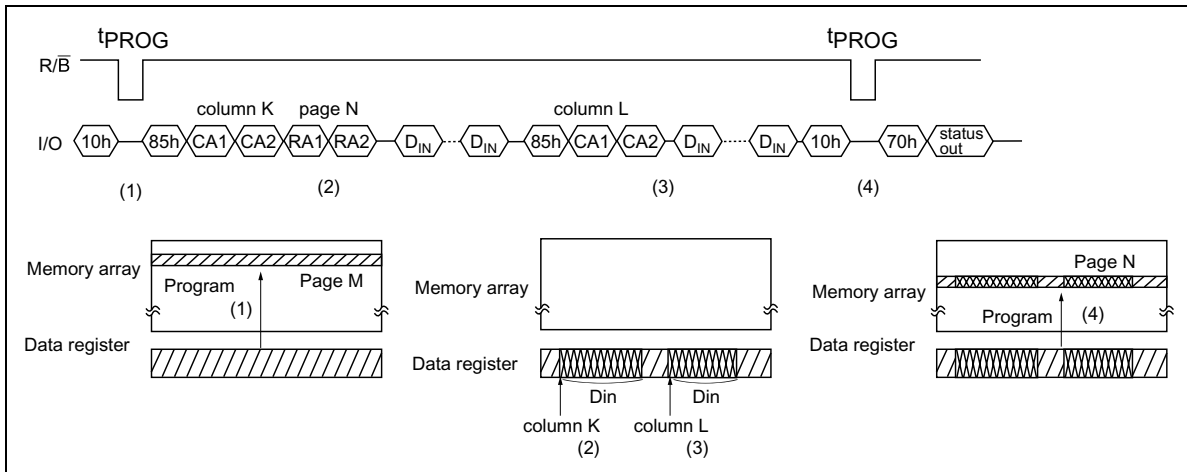 tPROG tPROG
R/B̅
column K page N column L
I/O 10h 85h CA1 CA2 RA1 RA2 DIN DIN 85h CA1 CA2 DIN DIN 10h 70h status out
(1) (2) (3) (4)
Memory array
Program
Page M
(1)
Data register
Memory array
Data register
Din Din
column K column L
(2) (3)
Page N
Memory array
Program
(4)
Data register